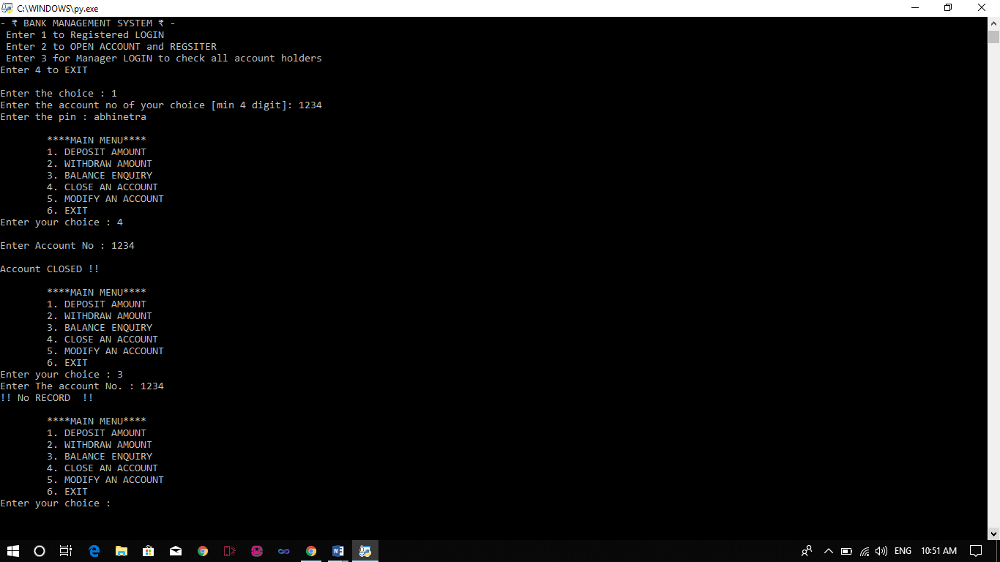 C:\WINDOWS\py.exe
- ₹ BANK MANAGEMENT SYSTEM ₹ -
Enter 1 to Registered LOGIN
Enter 2 to OPEN ACCOUNT and REGSITER
Enter 3 for Manager LOGIN to check all account holders
Enter 4 to EXIT
Enter the choice : 1
Enter the account no of your choice [min 4 digit]: 1234
Enter the pin : abhinetra
****MAIN MENU****
1. DEPOSIT AMOUNT
2. WITHDRAW AMOUNT
3. BALANCE ENQUIRY
4. CLOSE AN ACCOUNT
5. MODIFY AN ACCOUNT
6. EXIT
Enter your choice : 4
Enter Account No : 1234
Account CLOSED !!
****MAIN MENU****
1. DEPOSIT AMOUNT
2. WITHDRAW AMOUNT
3. BALANCE ENQUIRY
4. CLOSE AN ACCOUNT
5. MODIFY AN ACCOUNT
6. EXIT
Enter your choice : 3
Enter The account No. : 1234
!! No RECORD  !!
****MAIN MENU****
1. DEPOSIT AMOUNT
2. WITHDRAW AMOUNT
3. BALANCE ENQUIRY
4. CLOSE AN ACCOUNT
5. MODIFY AN ACCOUNT
6. EXIT
Enter your choice :
ENG 10:51 AM